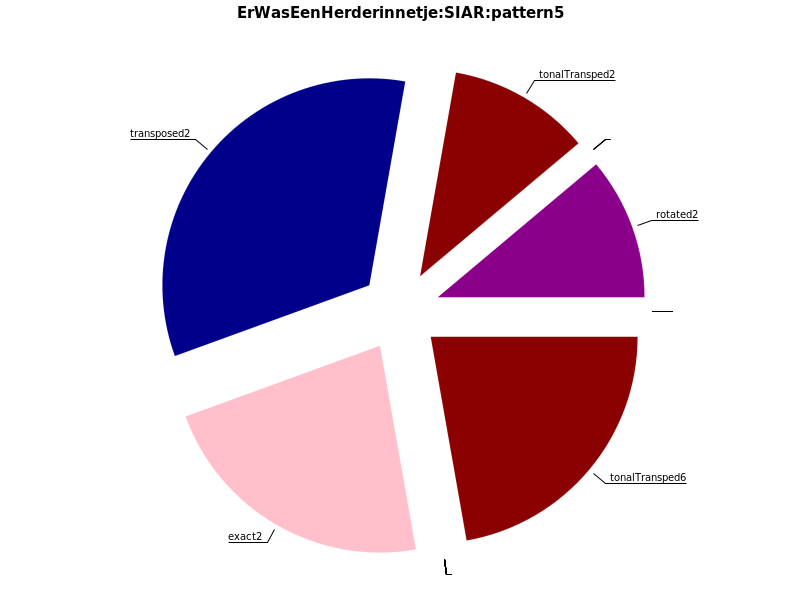 ErWasEenHerderinnetje:SIAR:pattern5
tonalTransped2
transposed2
rotated2
tonalTransped6
exact2